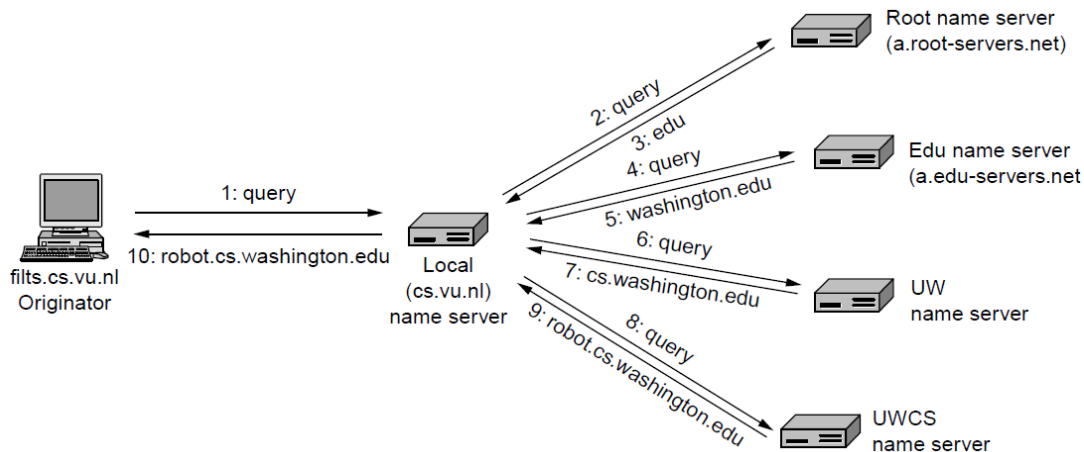 Root name server
(a.root-servers.net)
2: query
3: edu
4: query
5: washington.edu
Edu name server
(a.edu-servers.net
1: query
10: robot.cs.washington.edu
filts.cs.vu.nl
Originator
Local
(cs.vu.nl)
name server
6: query
7: cs.washington.edu
UW
name server
8: query
9: robot.cs.washington.edu
UWCS
name server